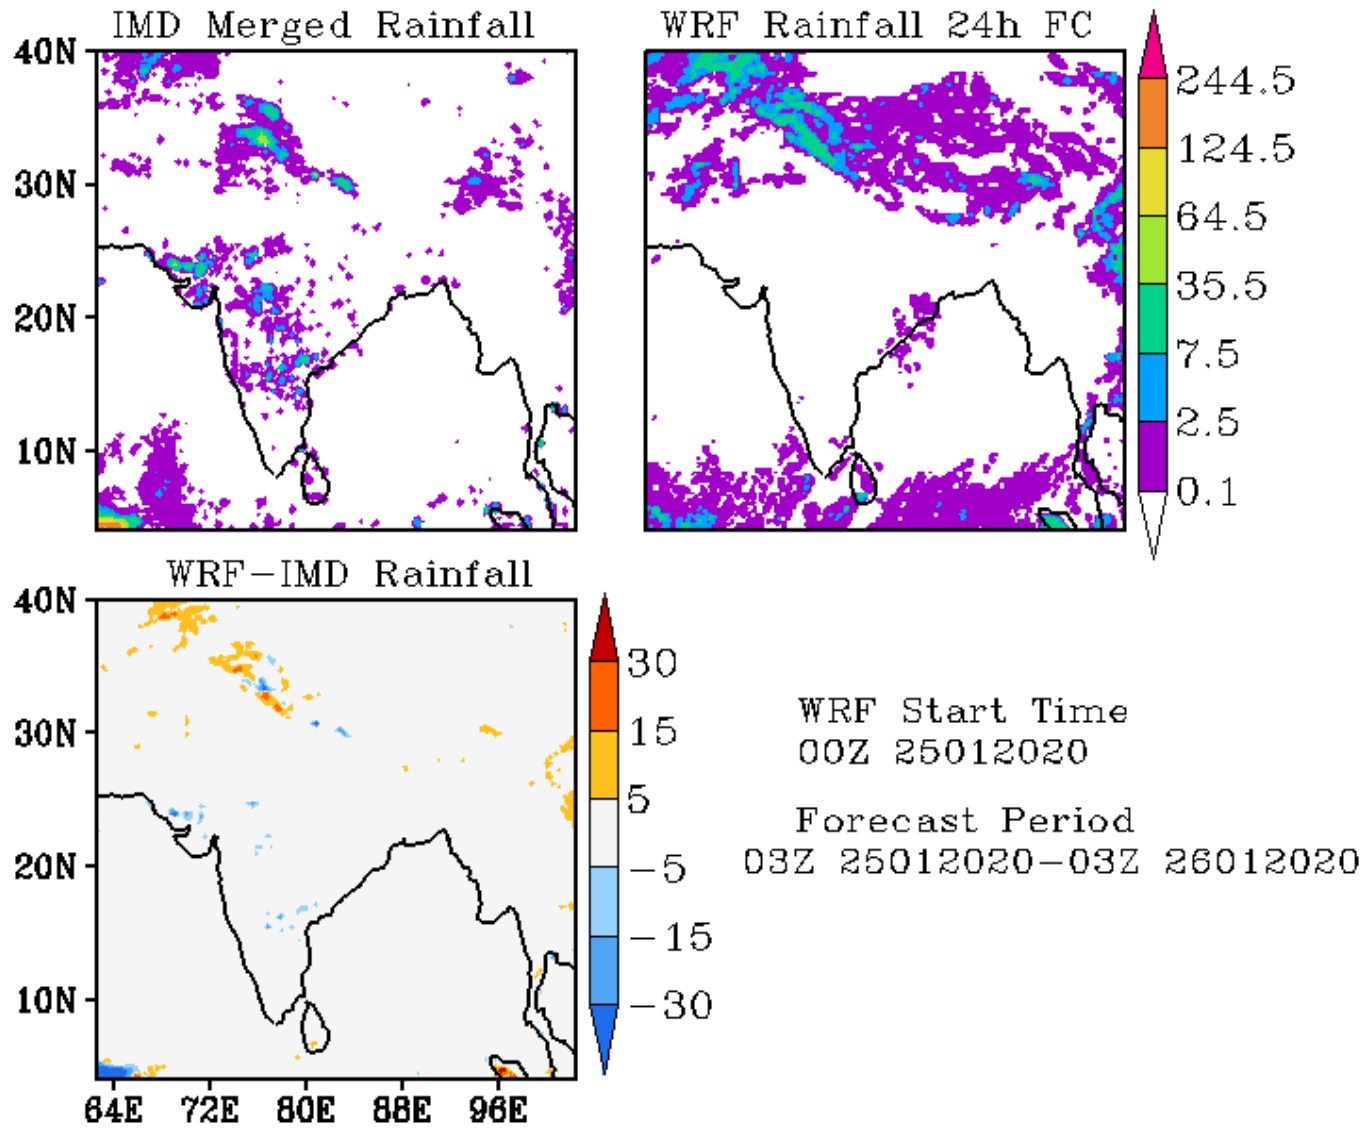 IMD Merged Rainfall
WRF Rainfall 24h FC
40N
30N
20N
10N
244.5
124.5
64.5
35.5
7.5
2.5
0.1
WRF-IMD Rainfall
40N
30N
20N
10N
64E 72E 80E 88E 96E
30
15
5
-5
-15
-30
WRF Start Time
00Z 25012020
Forecast Period
03Z 25012020-03Z 26012020